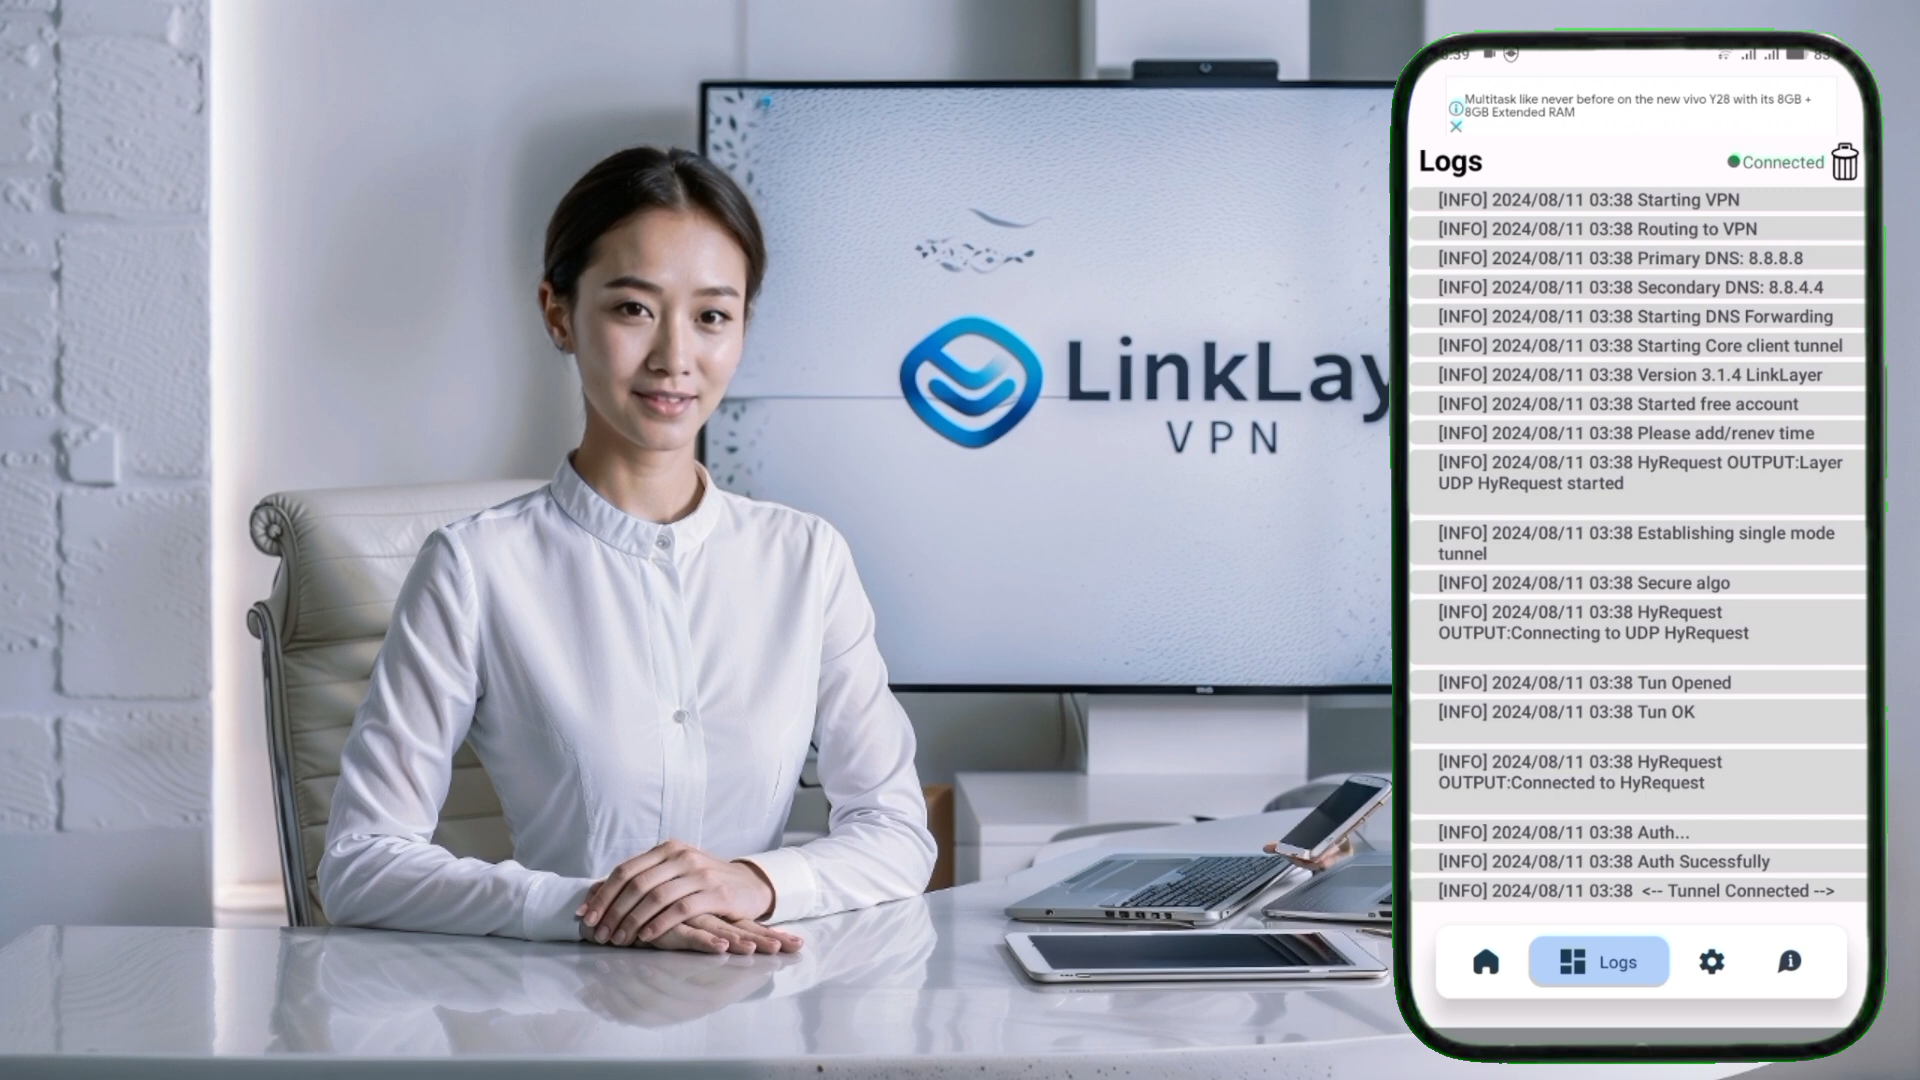 LinkLay
VPN
Multitask like never before on the new vivo Y28 with its 8GB +
8GB Extended RAM
Logs
Connected
[INFO] 2024/08/11 03:38 Starting VPN
[INFO] 2024/08/11 03:38 Routing to VPN
[INFO] 2024/08/11 03:38 Primary DNS: 8.8.8.8
[INFO] 2024/08/11 03:38 Secondary DNS: 8.8.4.4
[INFO] 2024/08/11 03:38 Starting DNS Forwarding
[INFO] 2024/08/11 03:38 Starting Core client tunnel
[INFO] 2024/08/11 03:38 Version 3.1.4 LinkLayer
[INFO] 2024/08/11 03:38 Started free account
[INFO] 2024/08/11 03:38 Please add/renev time
[INFO] 2024/08/11 03:38 HyRequest OUTPUT:Layer
UDP HyRequest started
[INFO] 2024/08/11 03:38 Establishing single mode
tunnel
[INFO] 2024/08/11 03:38 Secure algo
[INFO] 2024/08/11 03:38 HyRequest
OUTPUT:Connecting to UDP HyRequest
[INFO] 2024/08/11 03:38 Tun Opened
[INFO] 2024/08/11 03:38 Tun OK
[INFO] 2024/08/11 03:38 HyRequest
OUTPUT:Connected to HyRequest
[INFO] 2024/08/11 03:38 Auth...
[INFO] 2024/08/11 03:38 Auth Sucessfully
[INFO] 2024/08/11 03:38 <-- Tunnel Connected -->
Logs